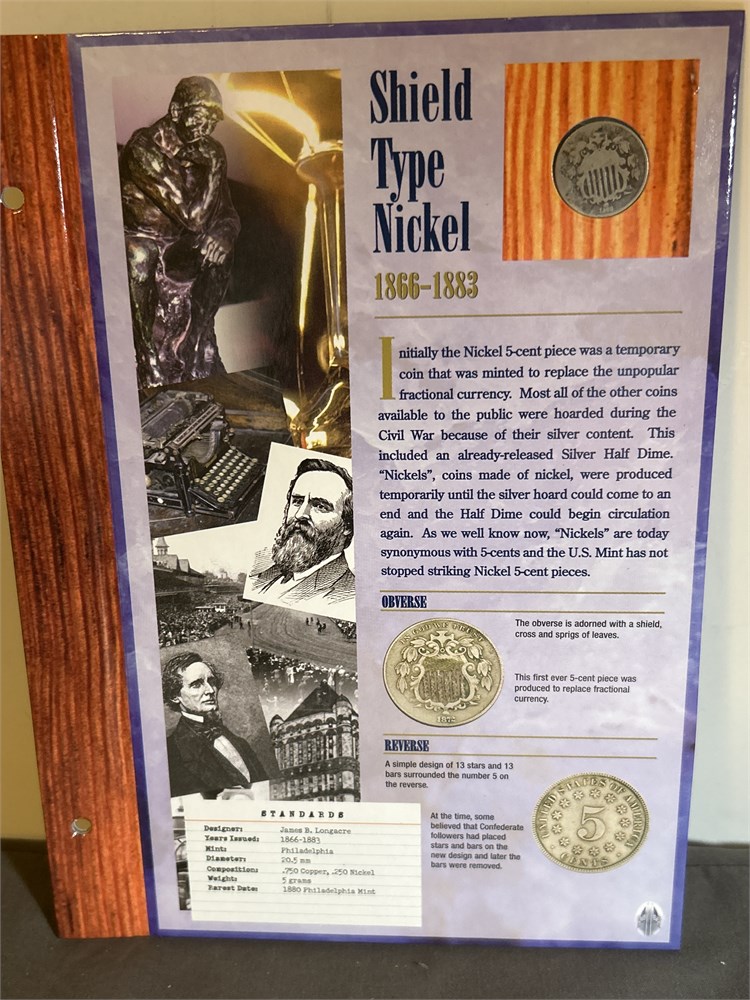 Shield
Type
Nickel
1866–1883
Initially the Nickel 5-cent piece was a temporary
coin that was minted to replace the unpopular
fractional currency. Most all of the other coins
available to the public were hoarded during the
Civil War because of their silver content. This
included an already-released Silver Half Dime.
“Nickels”, coins made of nickel, were produced
temporarily until the silver hoard could come to an
end and the Half Dime could begin circulation
again. As we well know now, “Nickels” are today
synonymous with 5-cents and the U.S. Mint has not
stopped striking Nickel 5-cent pieces.
OBVERSE
The obverse is adorned with a shield,
cross and sprigs of leaves.
This first ever 5-cent piece was
produced to replace fractional
currency.
IN GOD WE TRUST
REVERSE
A simple design of 13 stars and 13
bars surrounded the number 5 on
the reverse.
At the time, some
believed that Confederate
followers had placed
stars and bars on the
new design and later the
bars were removed.
UNITED STATES OF AMERICA
5
CENTS
STANDARDS
Designer: James B. Longacre
Years Issued: 1866-1883
Mint: Philadelphia
Diameter: 20.5 mm
Composition: .750 Copper, .250 Nickel
Weight: 5 grams
Rarest Date: 1880 Philadelphia Mint